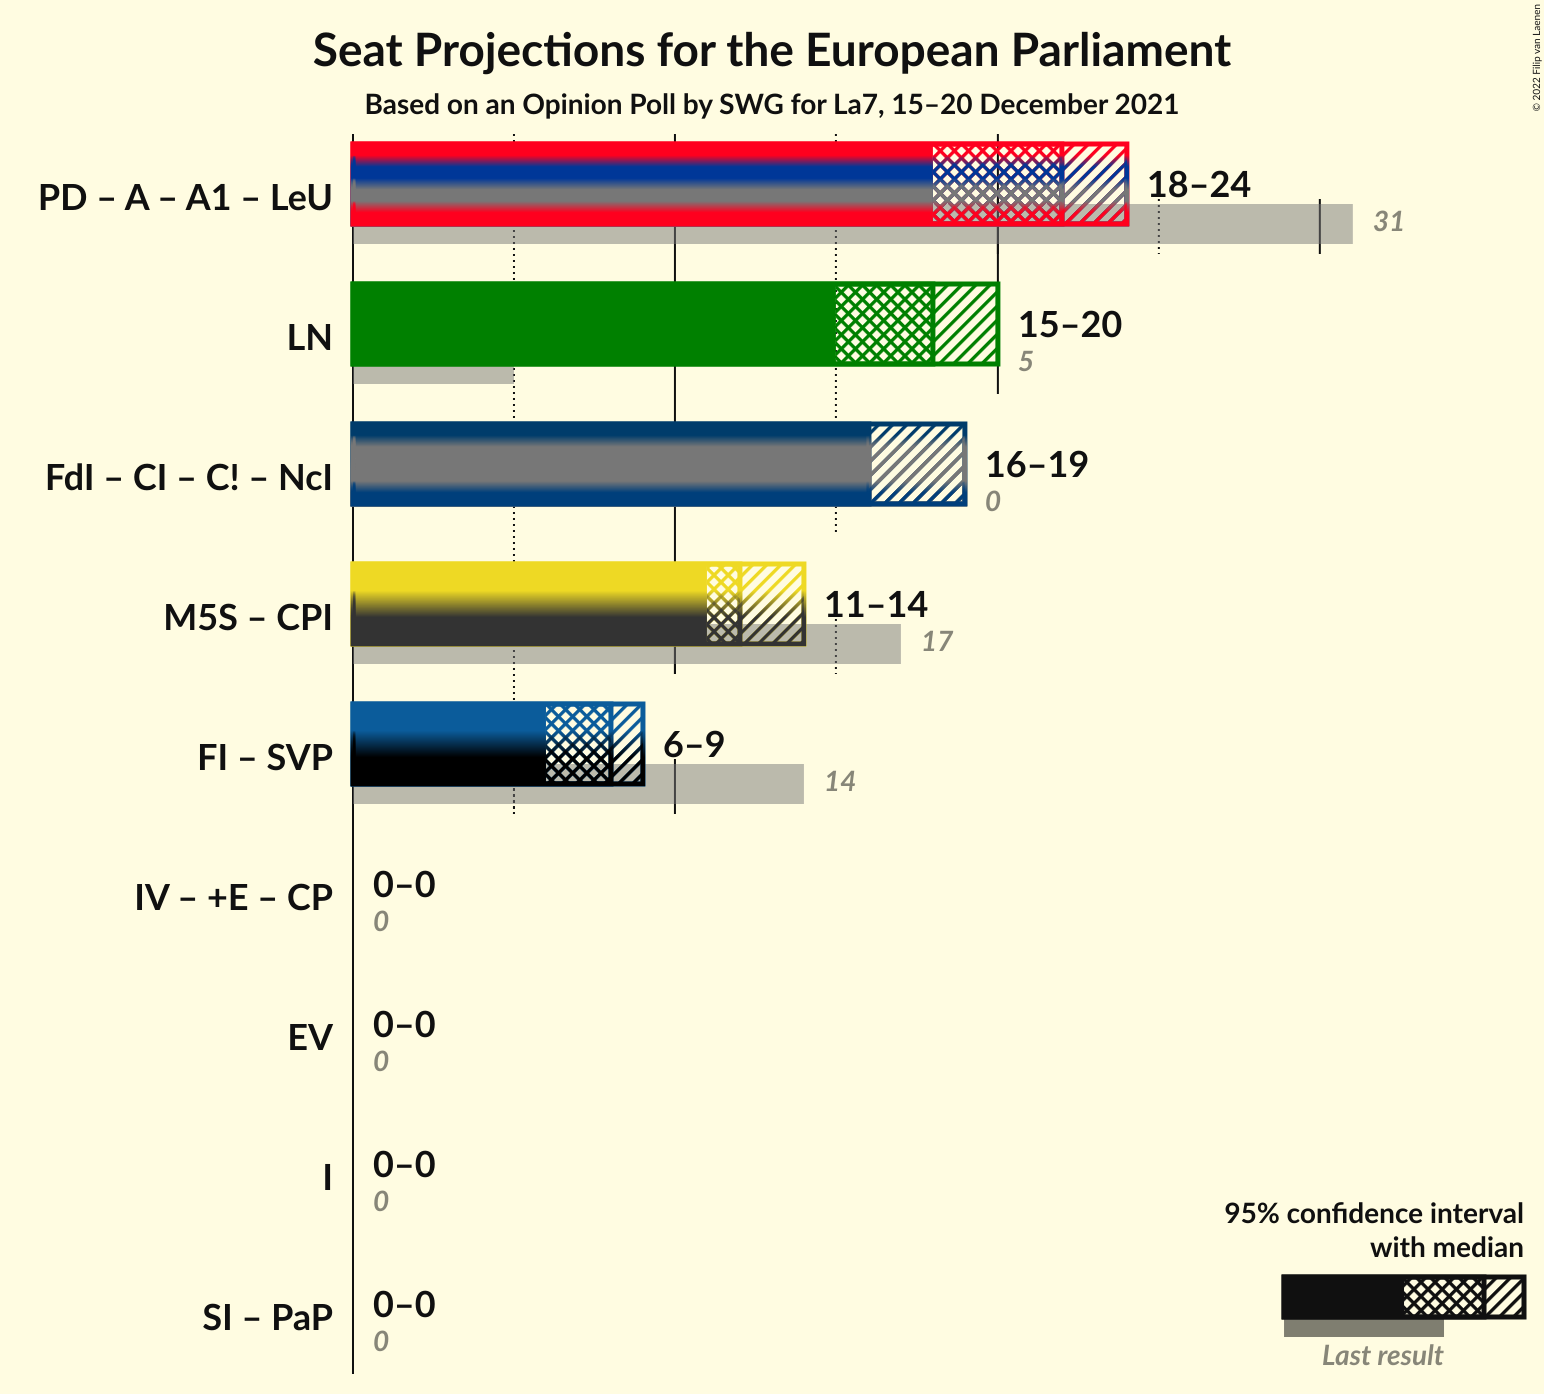 Seat Projections for the European Parliament
Based on an Opinion Poll by SWG for La7, 15–20 December 2021
© 2022 Filip van Laenen
PD – A – A1 – LeU
18–24
31
LN
15–20
5
FdI – CI – C! – NcI
16–19
0
M5S – CPI
11–14
17
FI – SVP
6–9
14
IV – +E – CP
0–0
0
EV
0–0
0
I
0–0
0
SI – PaP
0–0
0
95% confidence interval
with median
Last result